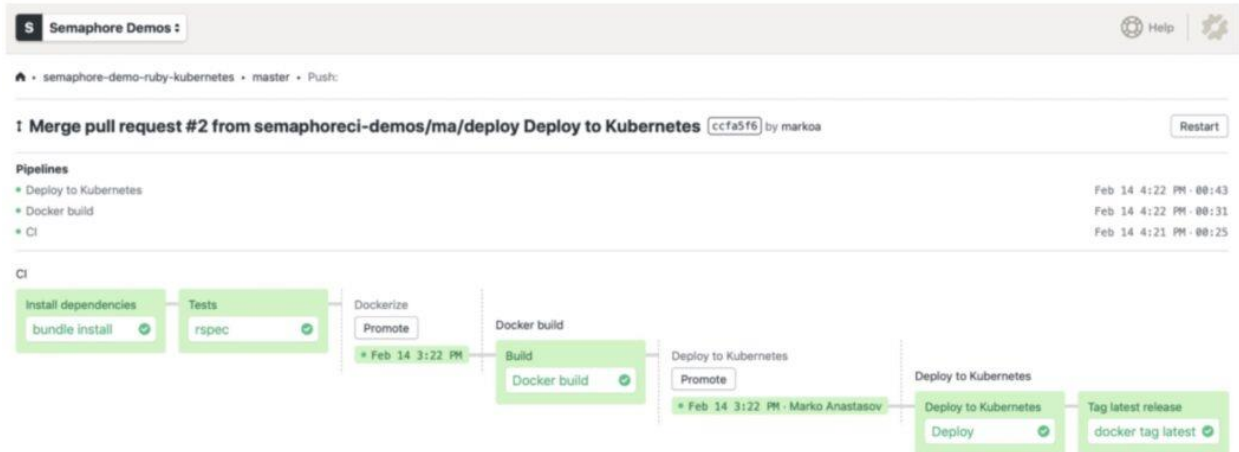 S Semaphore Demos
Help
semaphore-demo-ruby-kubernetes • master • Push:
Merge pull request #2 from semaphoreci-demos/ma/deploy Deploy to Kubernetes ccfa5f6 by markoa
Restart
Pipelines
Deploy to Kubernetes Feb 14 4:22 PM · 00:43
Docker build Feb 14 4:22 PM · 00:31
CI Feb 14 4:21 PM · 00:25
CI
Install dependencies
bundle install
Tests
rspec
Dockerize
Promote
Feb 14 3:22 PM
Docker build
Build
Docker build
Deploy to Kubernetes
Promote
Feb 14 3:22 PM · Marko Anastasov
Deploy to Kubernetes
Deploy to Kubernetes
Deploy
Tag latest release
docker tag latest